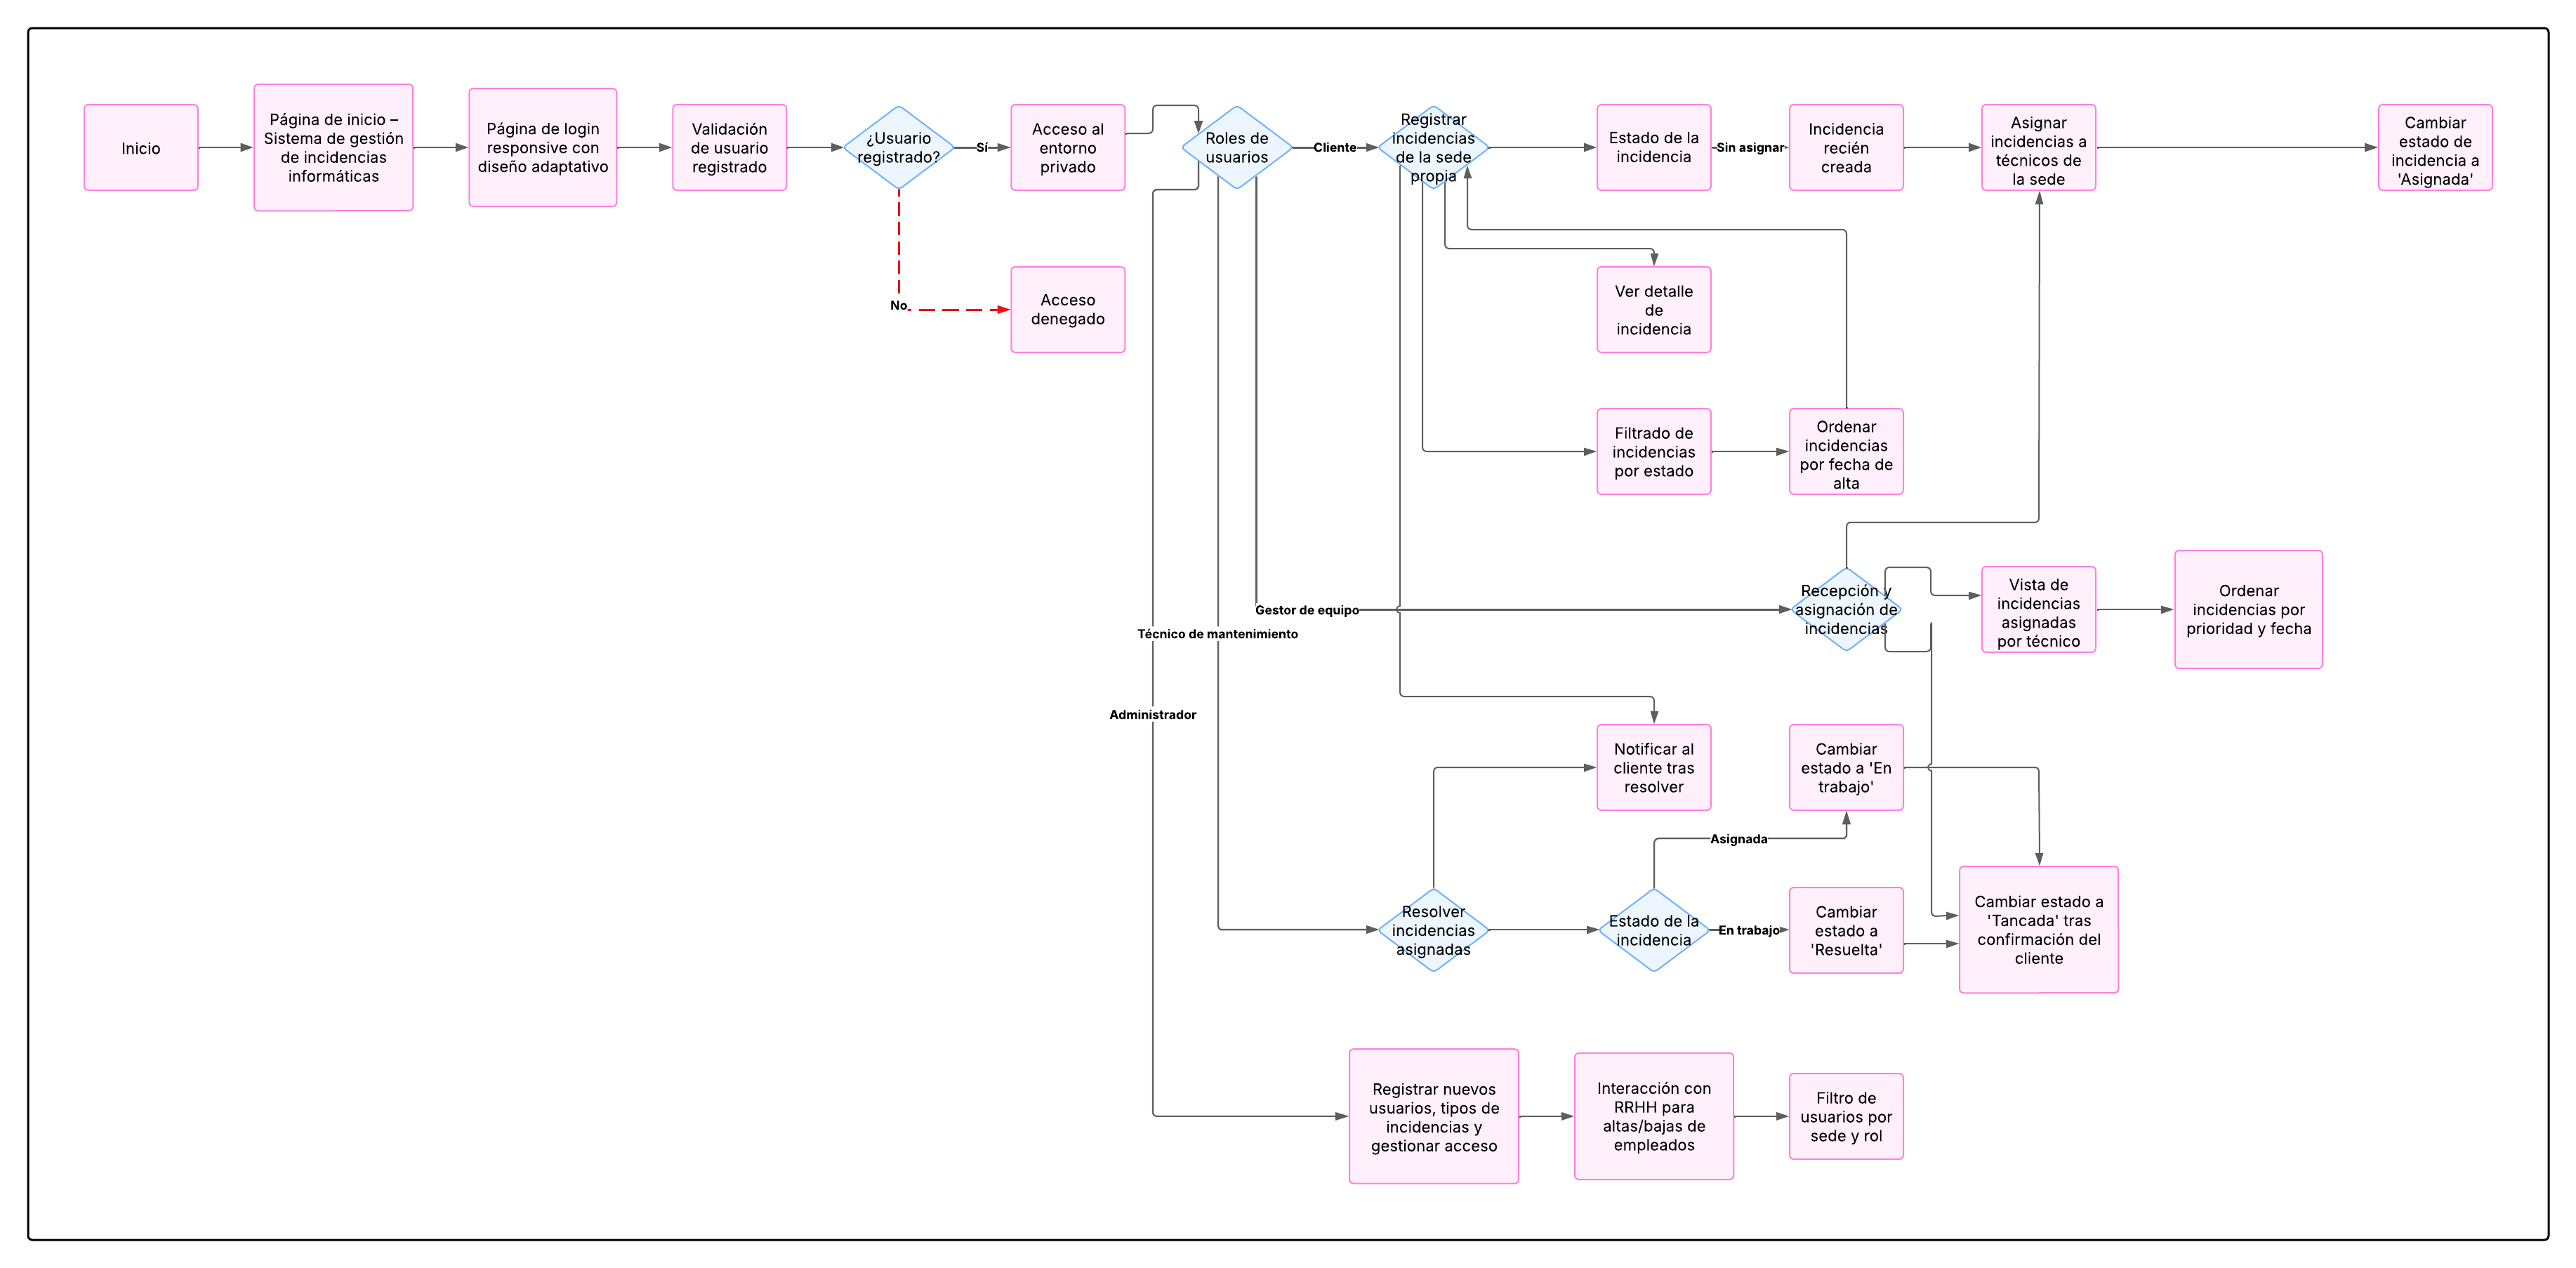 Inicio
Página de inicio –
Sistema de gestión
de incidencias
informáticas
Página de login
responsive con
diseño adaptativo
Validación
de usuario
registrado
¿Usuario
registrado?
Sí
Acceso al
entorno
privado
No
Acceso
denegado
Roles de
usuarios
Cliente
Registrar
incidencias
de la sede
propia
Estado de la
incidencia
Sin asignar
Incidencia
recién
creada
Asignar
incidencias a
técnicos de
la sede
Cambiar
estado de
incidencia a
'Asignada'
Ver detalle
de
incidencia
Filtrado de
incidencias
por estado
Ordenar
incidencias
por fecha de
alta
Gestor de equipo
Recepción y
asignación de
incidencias
Vista de
incidencias
asignadas
por técnico
Ordenar
incidencias por
prioridad y fecha
Técnico de mantenimiento
Administrador
Notificar al
cliente tras
resolver
Cambiar
estado a 'En
trabajo'
Asignada
Resolver
incidencias
asignadas
Estado de la
incidencia
En trabajo
Cambiar
estado a
'Resuelta'
Cambiar estado a
'Tancada' tras
confirmación del
cliente
Registrar nuevos
usuarios, tipos de
incidencias y
gestionar acceso
Interacción con
RRHH para
altas/bajas de
empleados
Filtro de
usuarios por
sede y rol